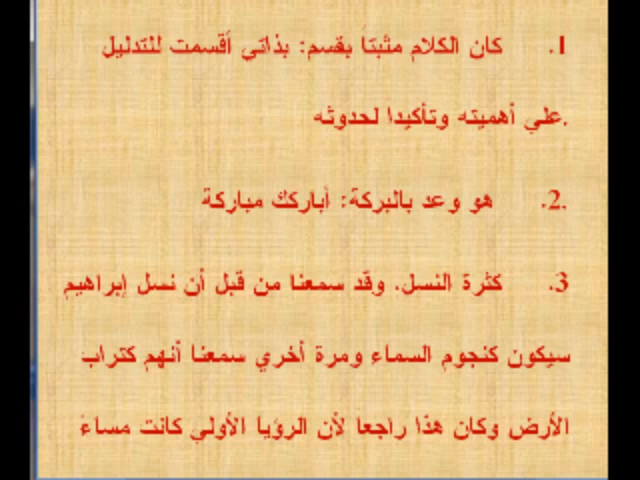 1. كان الكلام مثبتاً بقسم: بذاتي أقسمت للتدليل
علي أهميته وتأكيدا لحدوثه.
2. هو وعد بالبركة: أباركك مباركة
3. كثرة النسل. وقد سمعنا من قبل أن نسل إبراهيم
سيكون كنجوم السماء ومرة أخري سمعنا أنهم كتراب
الأرض وكان هذا راجعا لأن الرؤيا الأولي كانت مساءً